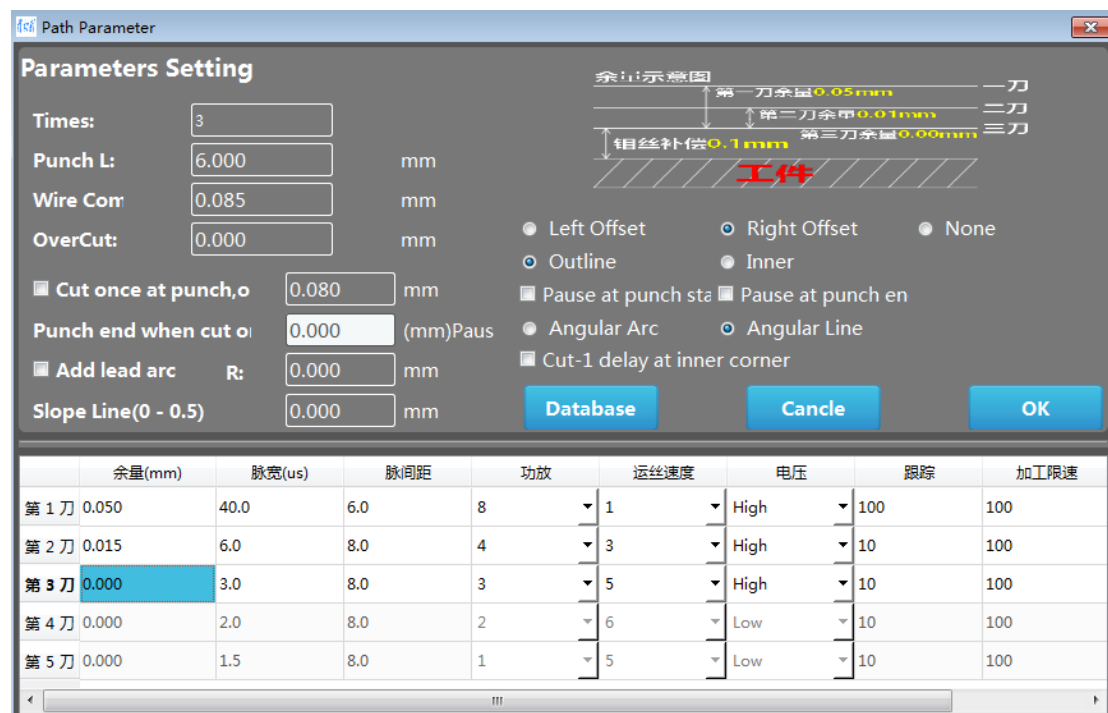 Path Parameter
Parameters Setting
Times: 3
Punch L: 6.000 mm
Wire Com 0.085 mm
OverCut: 0.000 mm
Cut once at punch,o 0.080 mm
Punch end when cut o 0.000 (mm)Paus
Add lead arc R: 0.000 mm
Slope Line(0 - 0.5) 0.000 mm
余量示意图
第一刀余量0.05mm 一刀
第二刀余量0.01mm 二刀
第三刀余量0.00mm 三刀
钼丝补偿0.1mm
工件
Left Offset Right Offset None
Outline Inner
Pause at punch sta Pause at punch en
Angular Arc Angular Line
Cut-1 delay at inner corner
Database Cancle OK
余量(mm) 脉宽(us) 脉间距 功放 运丝速度 电压 跟踪 加工限速
第 1 刀 0.050 40.0 6.0 8 1 High 100 100
第 2 刀 0.015 6.0 8.0 4 3 High 10 100
第 3 刀 0.000 3.0 8.0 3 5 High 10 100
第 4 刀 0.000 2.0 8.0 2 6 Low 10 100
第 5 刀 0.000 1.5 8.0 1 5 Low 10 100